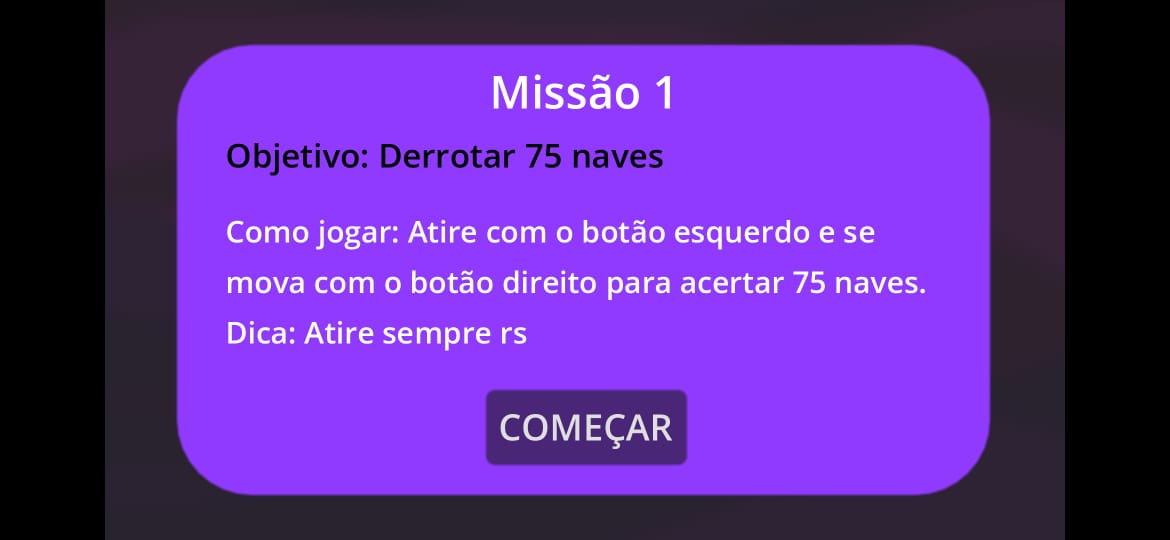 Missão 1
Objetivo: Derrotar 75 naves
Como jogar: Atire com o botão esquerdo e se
mova com o botão direito para acertar 75 naves.
Dica: Atire sempre rs
COMEÇAR